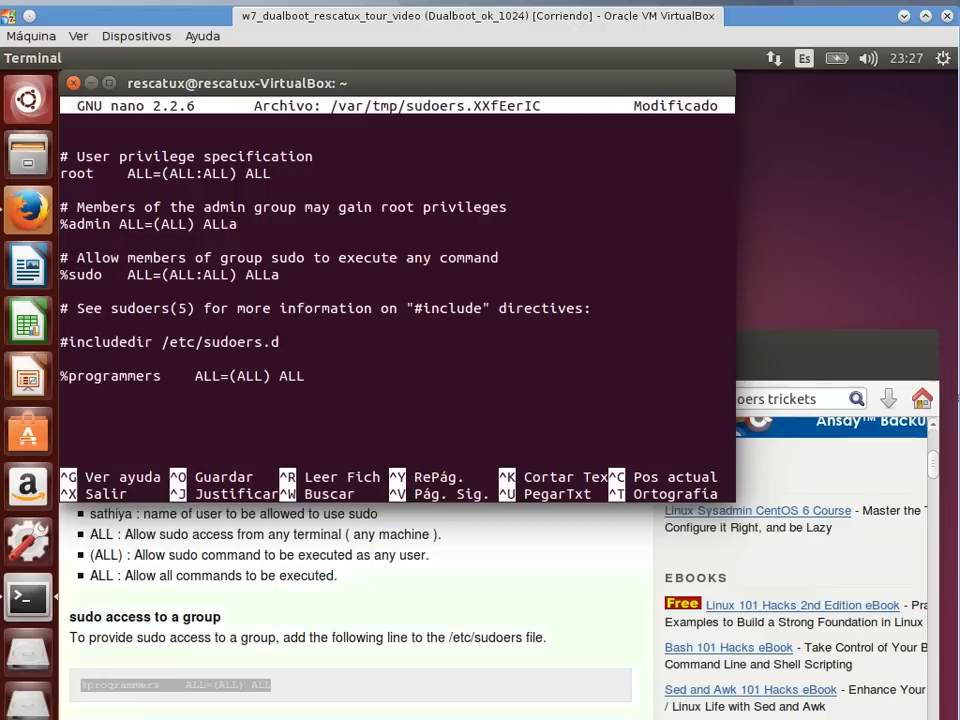 w7_dualboot_rescatux_tour_video (Dualboot_ok_1024) [Corriendo] - Oracle VM VirtualBox
Máquina Ver Dispositivos Ayuda
Terminal Es 23:27
rescatux@rescatux-VirtualBox: ~
GNU nano 2.2.6 Archivo: /var/tmp/sudoers.XXfEerIC Modificado
# User privilege specification
root ALL=(ALL:ALL) ALL
# Members of the admin group may gain root privileges
%admin ALL=(ALL) ALLa
# Allow members of group sudo to execute any command
%sudo ALL=(ALL:ALL) ALLa
# See sudoers(5) for more information on "#include" directives:
#includedir /etc/sudoers.d
%programmers ALL=(ALL) ALL
^G Ver ayuda ^O Guardar ^R Leer Fich ^Y RePág. ^K Cortar Tex ^C Pos actual
^X Salir ^J Justificar ^W Buscar ^V Pág. Sig. ^U PegarTxt ^T Ortografía
oers trickets
Ansay™ Backu
sathiya : name of user to be allowed to use sudo
ALL : Allow sudo access from any terminal ( any machine ).
(ALL) : Allow sudo command to be executed as any user.
ALL : Allow all commands to be executed.
sudo access to a group
To provide sudo access to a group, add the following line to the /etc/sudoers file.
%programmers ALL=(ALL) ALL
Linux Sysadmin CentOS 6 Course - Master the T
Configure it Right, and be Lazy
EBOOKS
Free Linux 101 Hacks 2nd Edition eBook - Pra
Examples to Build a Strong Foundation in Linux
Bash 101 Hacks eBook - Take Control of Your B
Command Line and Shell Scripting
Sed and Awk 101 Hacks eBook - Enhance Your
/ Linux Life with Sed and Awk